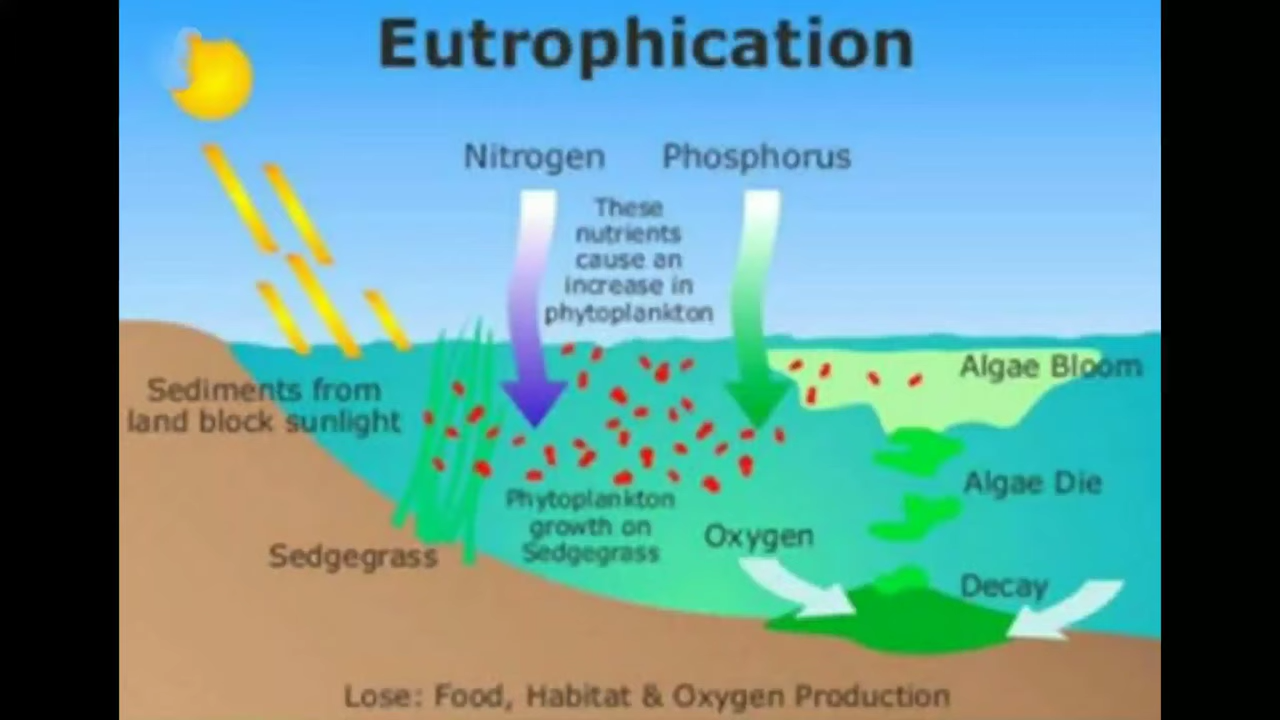 Eutrophication
Nitrogen
Phosphorus
These
nutrients
cause an
increase in
phytoplankton
Sediments from
land block sunlight
Algae Bloom
Algae Die
Phytoplankton
growth on
Sedgegrass
Oxygen
Sedgegrass
Decay
Lose: Food, Habitat & Oxygen Production